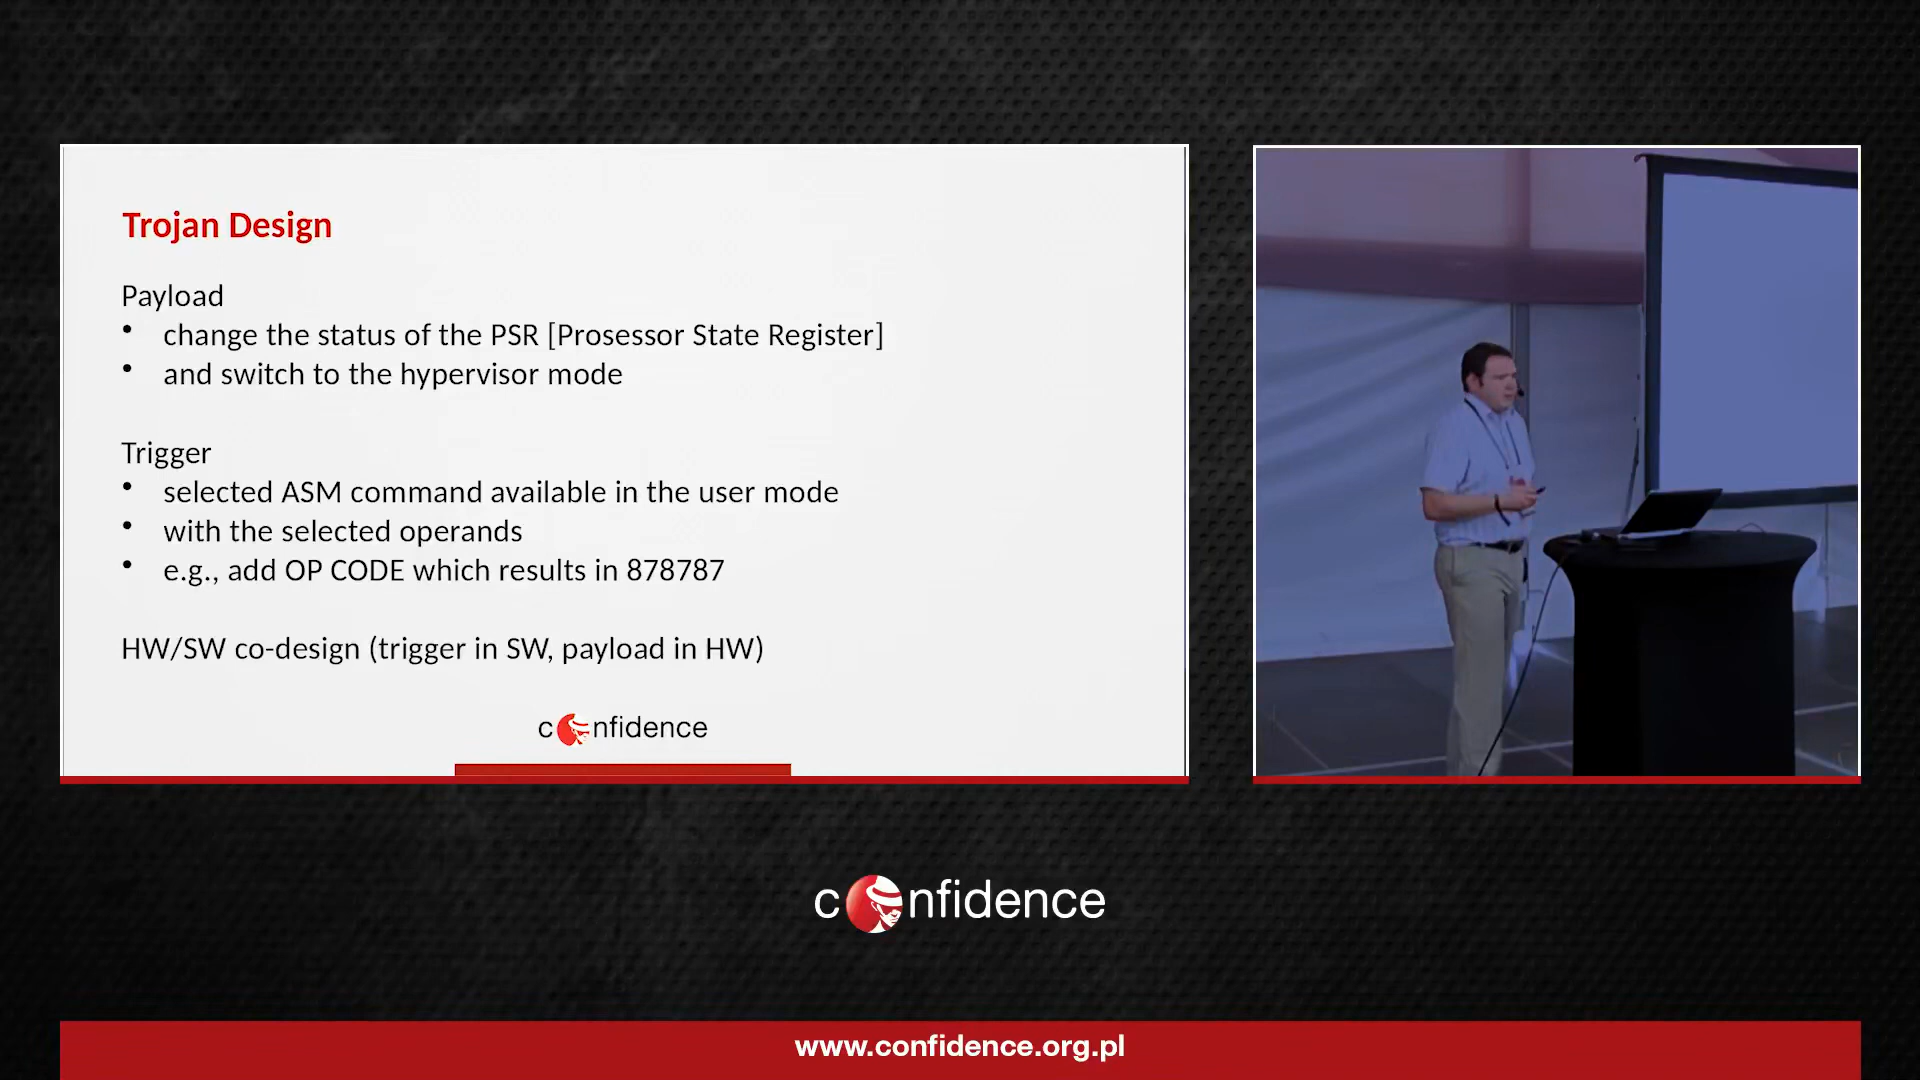 Trojan Design
Payload
• change the status of the PSR [Prosessor State Register]
• and switch to the hypervisor mode
Trigger
• selected ASM command available in the user mode
• with the selected operands
• e.g., add OP CODE which results in 878787
HW/SW co-design (trigger in SW, payload in HW)
confidence
confidence
www.confidence.org.pl